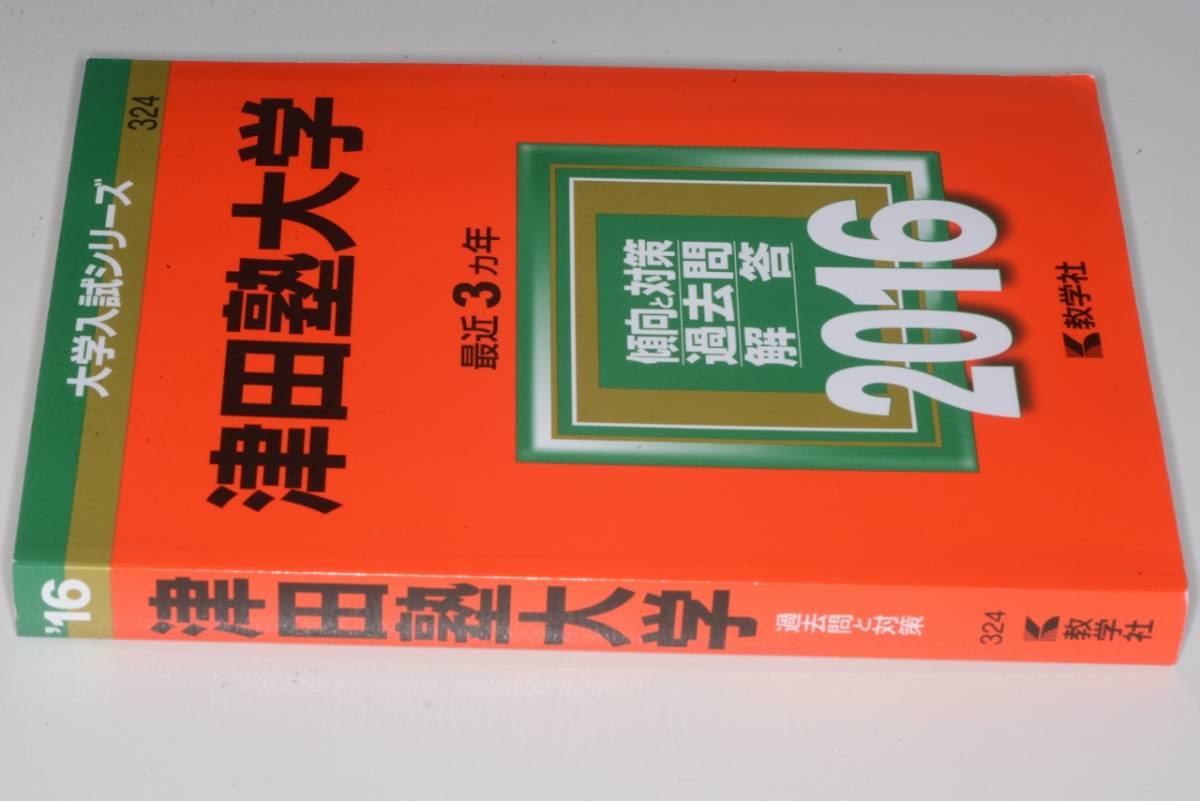 大学入試シリーズ
324
津田塾大学
最近3ヵ年
傾向と対策
過去問
解答
2016
教学社
'16
津田塾大学
過去問と対策
324
教学社